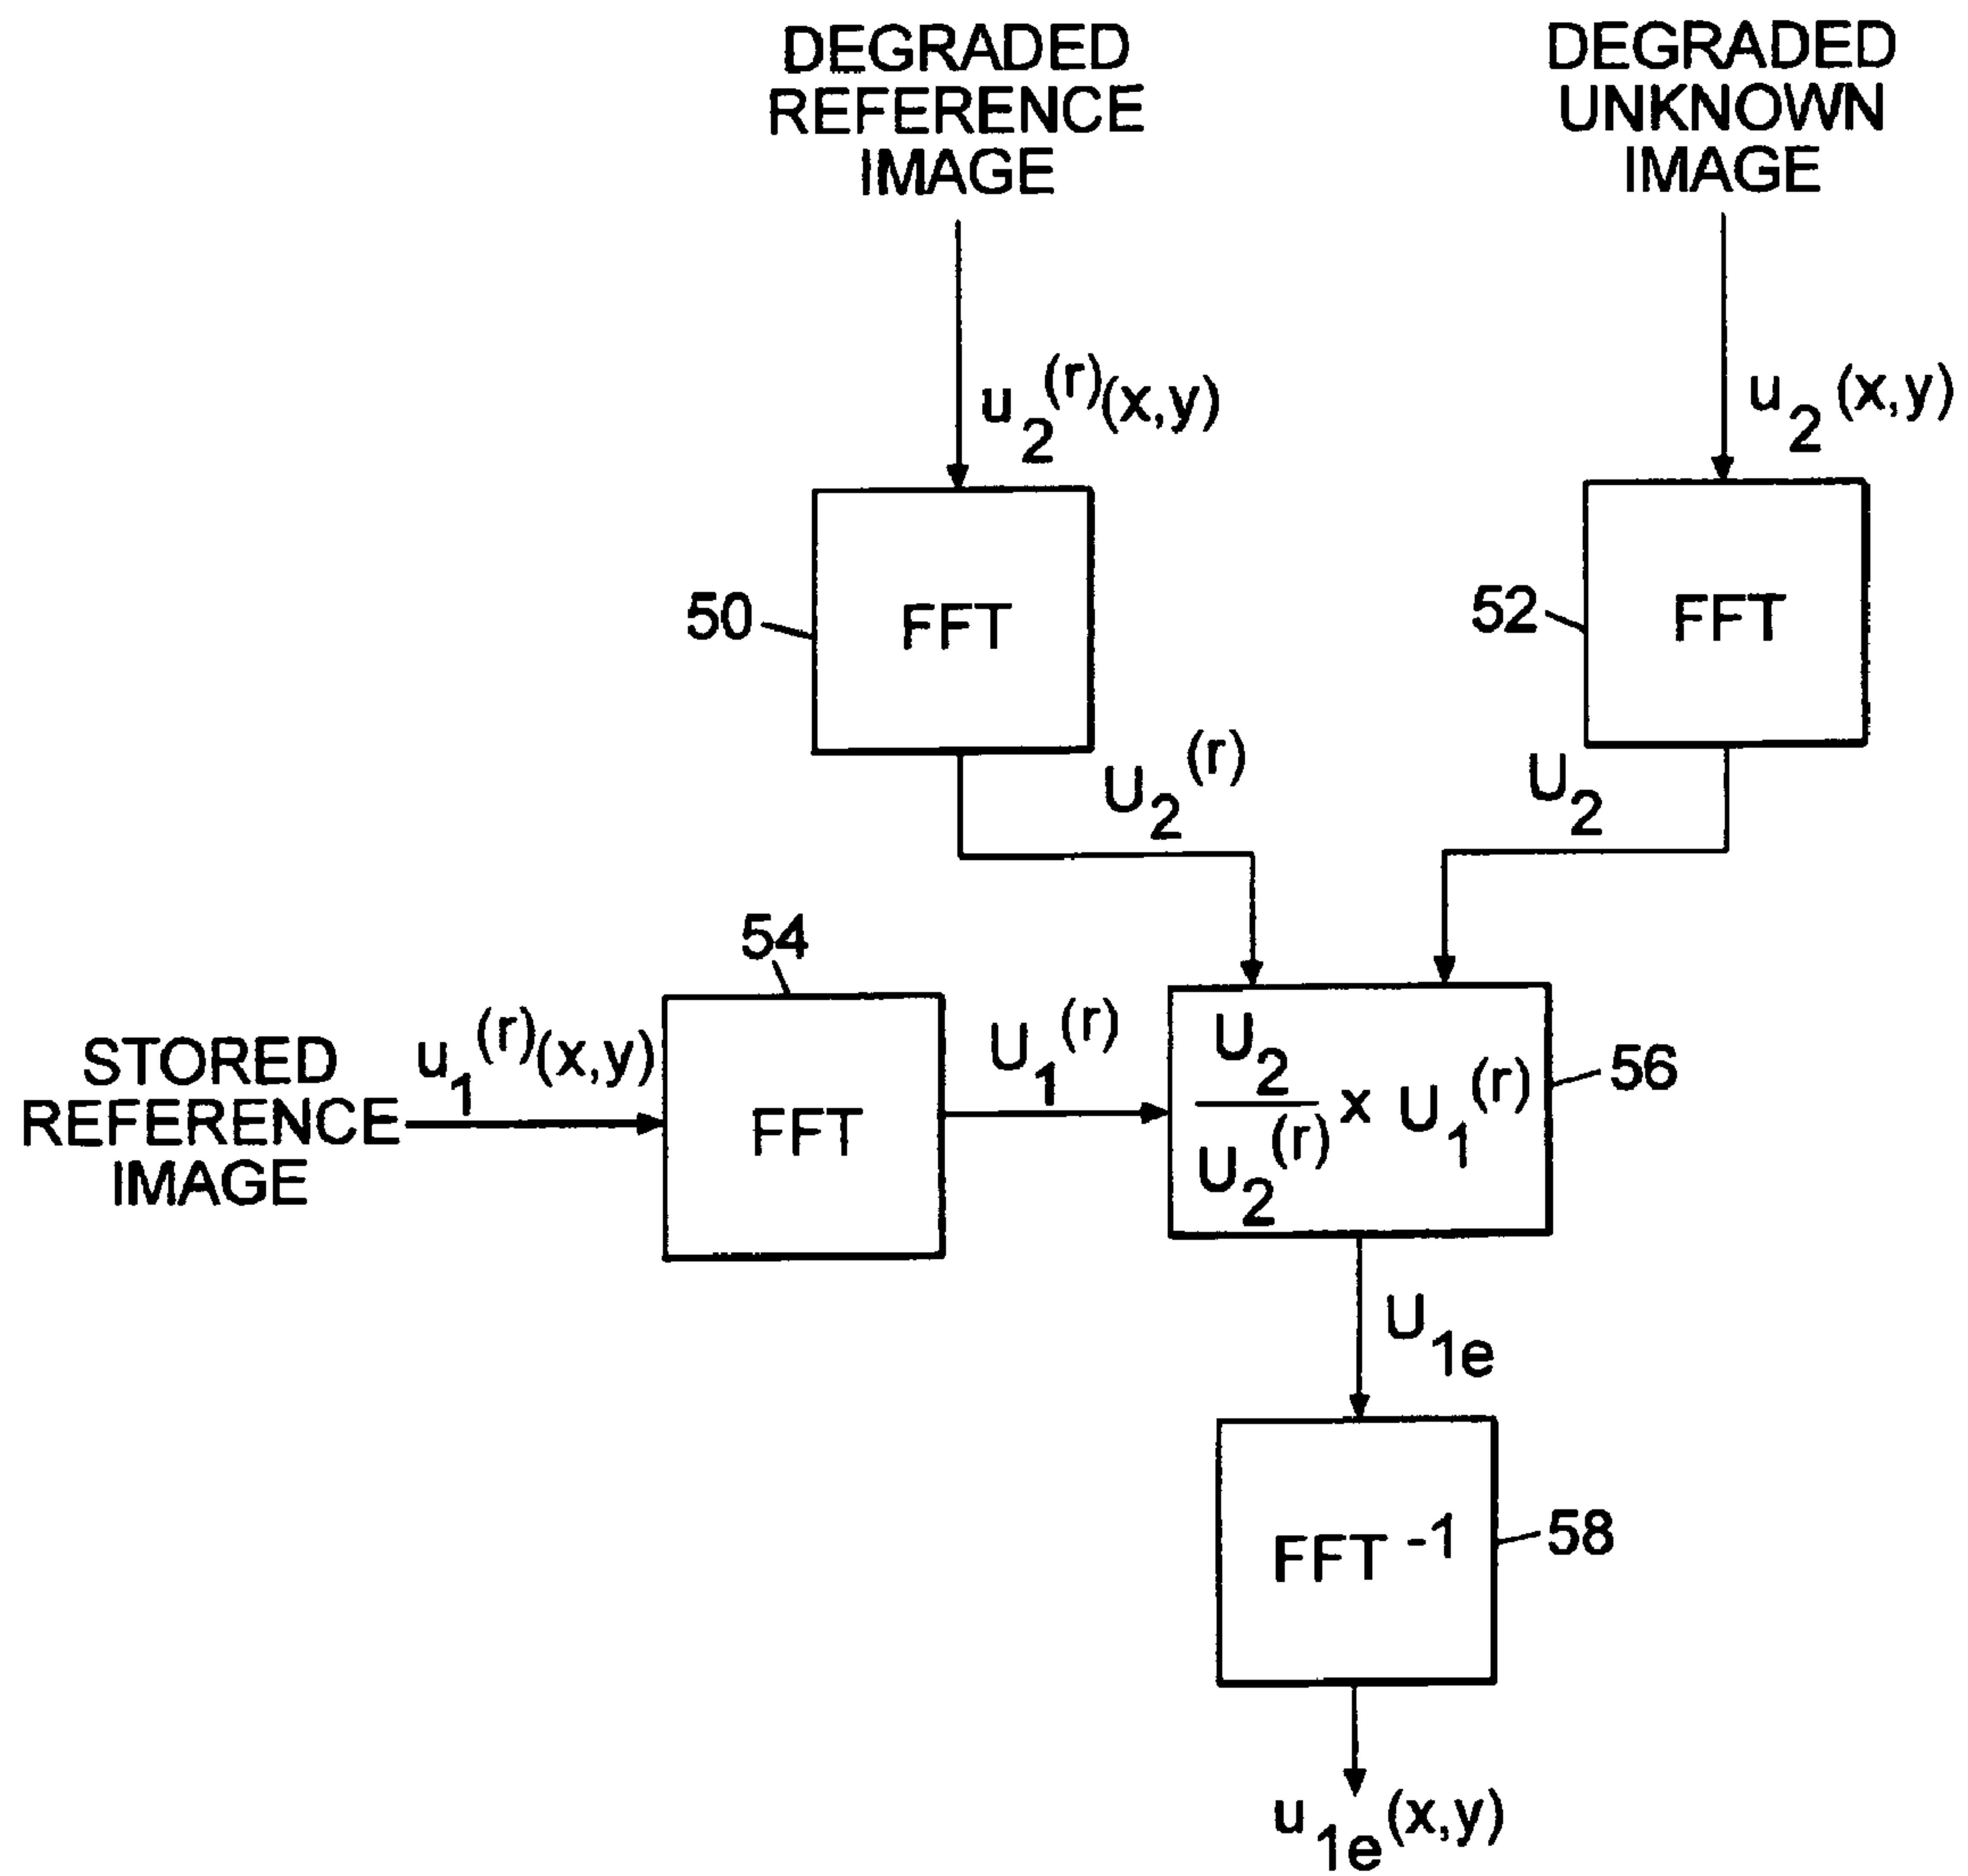 DEGRADED
REFERENCE
IMAGE
DEGRADED
UNKNOWN
IMAGE
u2(r)(x,y)
u2(x,y)
50
FFT
52
FFT
U2(r)
U2
54
STORED
REFERENCE
IMAGE
u1(r)(x,y)
FFT
U1(r)
U2
U2(r)
x U1(r)
56
U1e
FFT-1
58
u1e(x,y)